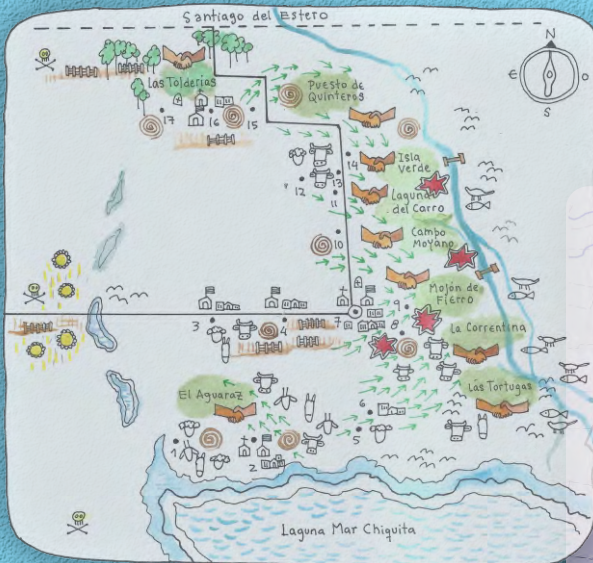 Santiago del Estero
N
E
O
S
Las Tolderías
Puesto de
Quinteros
17
16
15
14
Isla
Verde
13
12
11
Laguna
del Carro
Campo
Moyano
10
Mojón de
Fierro
9
3
4
7
8
La Correntina
Las Tortugas
El Aguaraz
6
5
1
2
Laguna Mar Chiquita